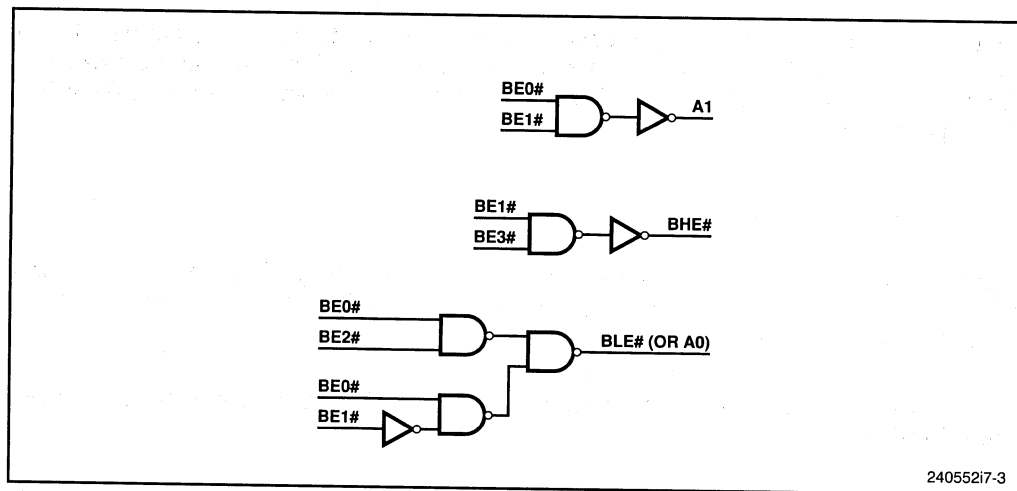 BE0#
BE1#
A1
BE1#
BE3#
BHE#
BE0#
BE2#
BLE# (OR A0)
BE0#
BE1#
240552i7-3